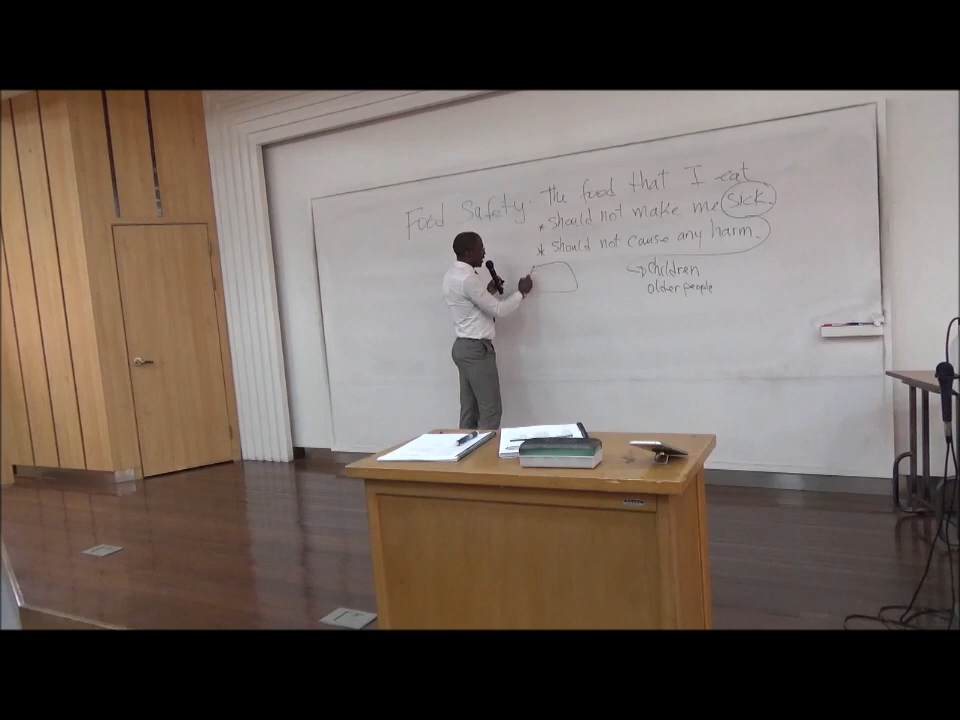 Food Safety: The food that I eat
* should not make me sick.
* should not cause any harm.
→ Children
Older people